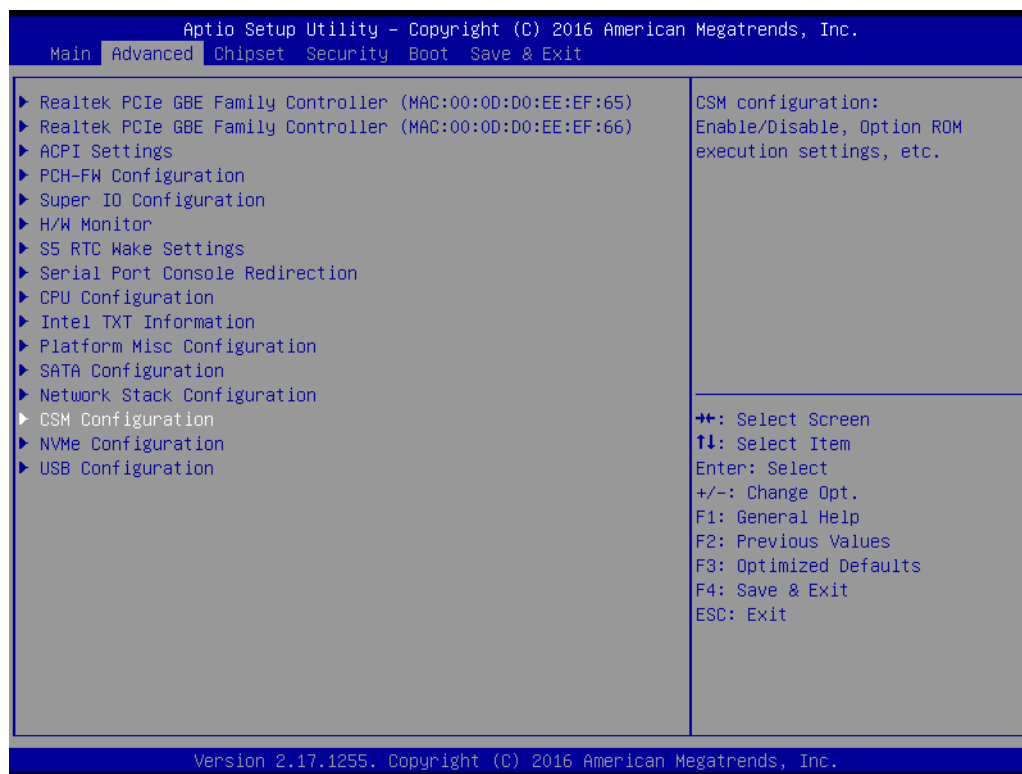 Aptio Setup Utility – Copyright (C) 2016 American Megatrends, Inc.
Main Advanced Chipset Security Boot Save & Exit
▶ Realtek PCIe GBE Family Controller (MAC:00:0D:D0:EE:EF:65)
▶ Realtek PCIe GBE Family Controller (MAC:00:0D:D0:EE:EF:66)
▶ ACPI Settings
▶ PCH-FW Configuration
▶ Super IO Configuration
▶ H/W Monitor
▶ S5 RTC Wake Settings
▶ Serial Port Console Redirection
▶ CPU Configuration
▶ Intel TXT Information
▶ Platform Misc Configuration
▶ SATA Configuration
▶ Network Stack Configuration
▶ CSM Configuration
▶ NVMe Configuration
▶ USB Configuration
CSM configuration:
Enable/Disable, Option ROM
execution settings, etc.
→←: Select Screen
↑↓: Select Item
Enter: Select
+/-: Change Opt.
F1: General Help
F2: Previous Values
F3: Optimized Defaults
F4: Save & Exit
ESC: Exit
Version 2.17.1255. Copyright (C) 2016 American Megatrends, Inc.